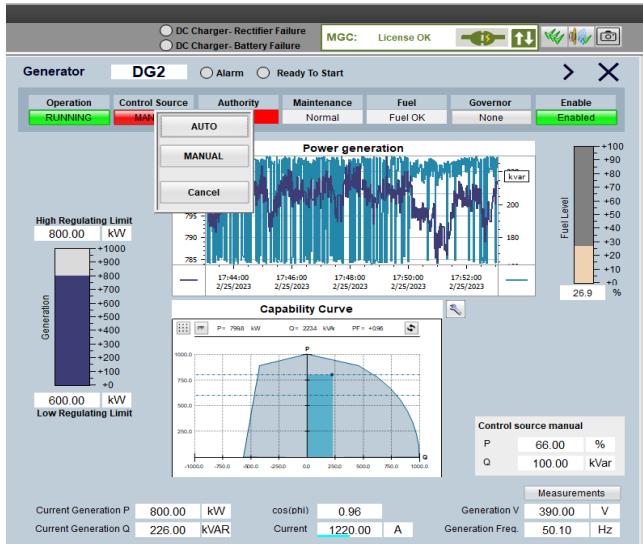 DC Charger- Rectifier Failure
DC Charger- Battery Failure
MGC: License OK
Generator DG2 Alarm Ready To Start
Operation Control Source Authority Maintenance Fuel Governor Enable
RUNNING MAN Normal Fuel OK None Enabled
AUTO
MANUAL
Cancel
Power generation
kvar
200
180
795
790
785
17:44:00 17:46:00 17:48:00 17:50:00 17:52:00
2/25/2023 2/25/2023 2/25/2023 2/25/2023 2/25/2023
High Regulating Limit
800.00 kW
+1000
+900
+800
+700
+600
+500
+400
+300
+200
+100
+0
Generation
600.00 kW
Low Regulating Limit
+100
+90
+80
+70
+60
+50
+40
+30
+20
+10
+0
Fuel Level
26.9 %
Capability Curve
PF P= 799.8 kW Q= 223.4 kVAr PF= +0.96
P
1000.0
750.0
500.0
250.0
Q
-1000.0 -750.0 -500.0 -250.0 0.0 250.0 500.0 750.0 1000.0
Control source manual
P 66.00 %
Q 100.00 kVar
Measurements
Current Generation P 800.00 kW cos(phi) 0.96 Generation V 390.00 V
Current Generation Q 226.00 kVAR Current 1220.00 A Generation Freq. 50.10 Hz